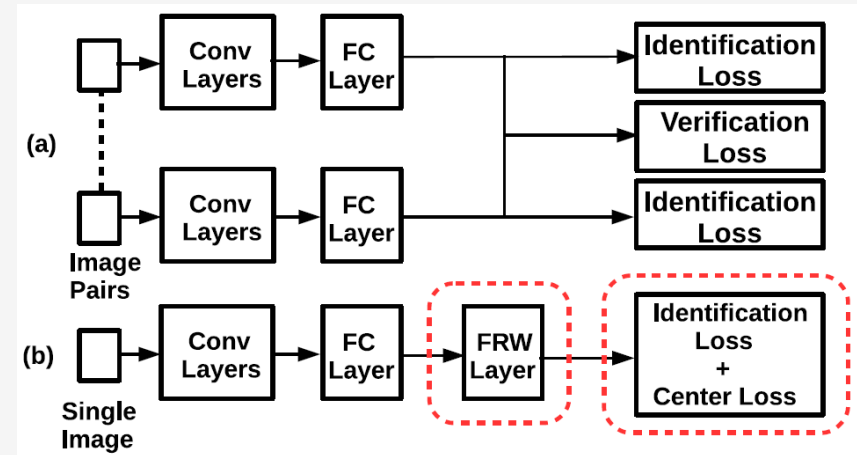 Conv
Layers
FC
Layer
Identification
Loss
(a)
Verification
Loss
Conv
Layers
FC
Layer
Identification
Loss
Image
Pairs
(b)
Conv
Layers
FC
Layer
FRW
Layer
Identification
Loss
+
Center Loss
Single
Image